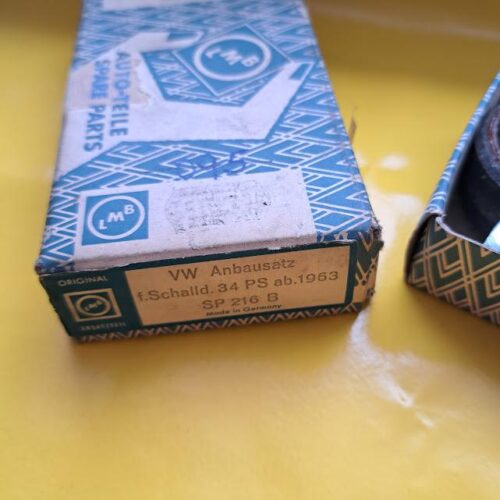 LMB
AUTO-TEILE
SPARE PARTS
395
LMB
ORIGINAL
LMB
VW Anbausatz
f.Schalld. 34 PS ab.1963
SP 216 B
Made in Germany